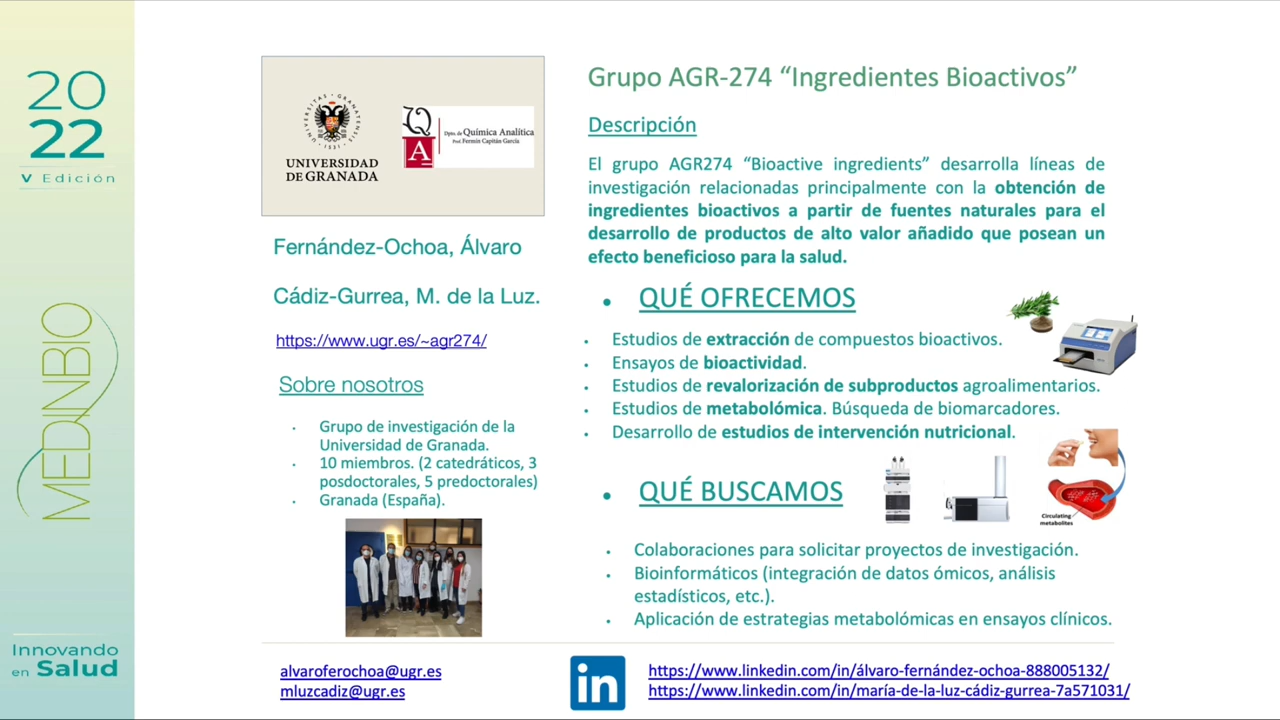 20
22
V Edición
MEDINBIO
Innovando
en Salud
UNIVERSITAS · GRANATENSIS · 1531
UNIVERSIDAD
DE GRANADA
QA
Dpto. de Química Analítica
Prof. Fermín Capitán García
Fernández-Ochoa, Álvaro
Cádiz-Gurrea, M. de la Luz.
https://www.ugr.es/~agr274/
Sobre nosotros
• Grupo de investigación de la
Universidad de Granada.
• 10 miembros. (2 catedráticos, 3
posdoctorales, 5 predoctorales)
• Granada (España).
Grupo AGR-274 “Ingredientes Bioactivos”
Descripción
El grupo AGR274 “Bioactive ingredients” desarrolla líneas de
investigación relacionadas principalmente con la obtención de
ingredientes bioactivos a partir de fuentes naturales para el
desarrollo de productos de alto valor añadido que posean un
efecto beneficioso para la salud.
• QUÉ OFRECEMOS
• Estudios de extracción de compuestos bioactivos.
• Ensayos de bioactividad.
• Estudios de revalorización de subproductos agroalimentarios.
• Estudios de metabolómica. Búsqueda de biomarcadores.
• Desarrollo de estudios de intervención nutricional.
Circulating
metabolites
• QUÉ BUSCAMOS
• Colaboraciones para solicitar proyectos de investigación.
• Bioinformáticos (integración de datos ómicos, análisis
estadísticos, etc.).
• Aplicación de estrategias metabolómicas en ensayos clínicos.
alvaroferochoa@ugr.es
mluzcadiz@ugr.es
in
https://www.linkedin.com/in/álvaro-fernández-ochoa-888005132/
https://www.linkedin.com/in/maría-de-la-luz-cádiz-gurrea-7a571031/